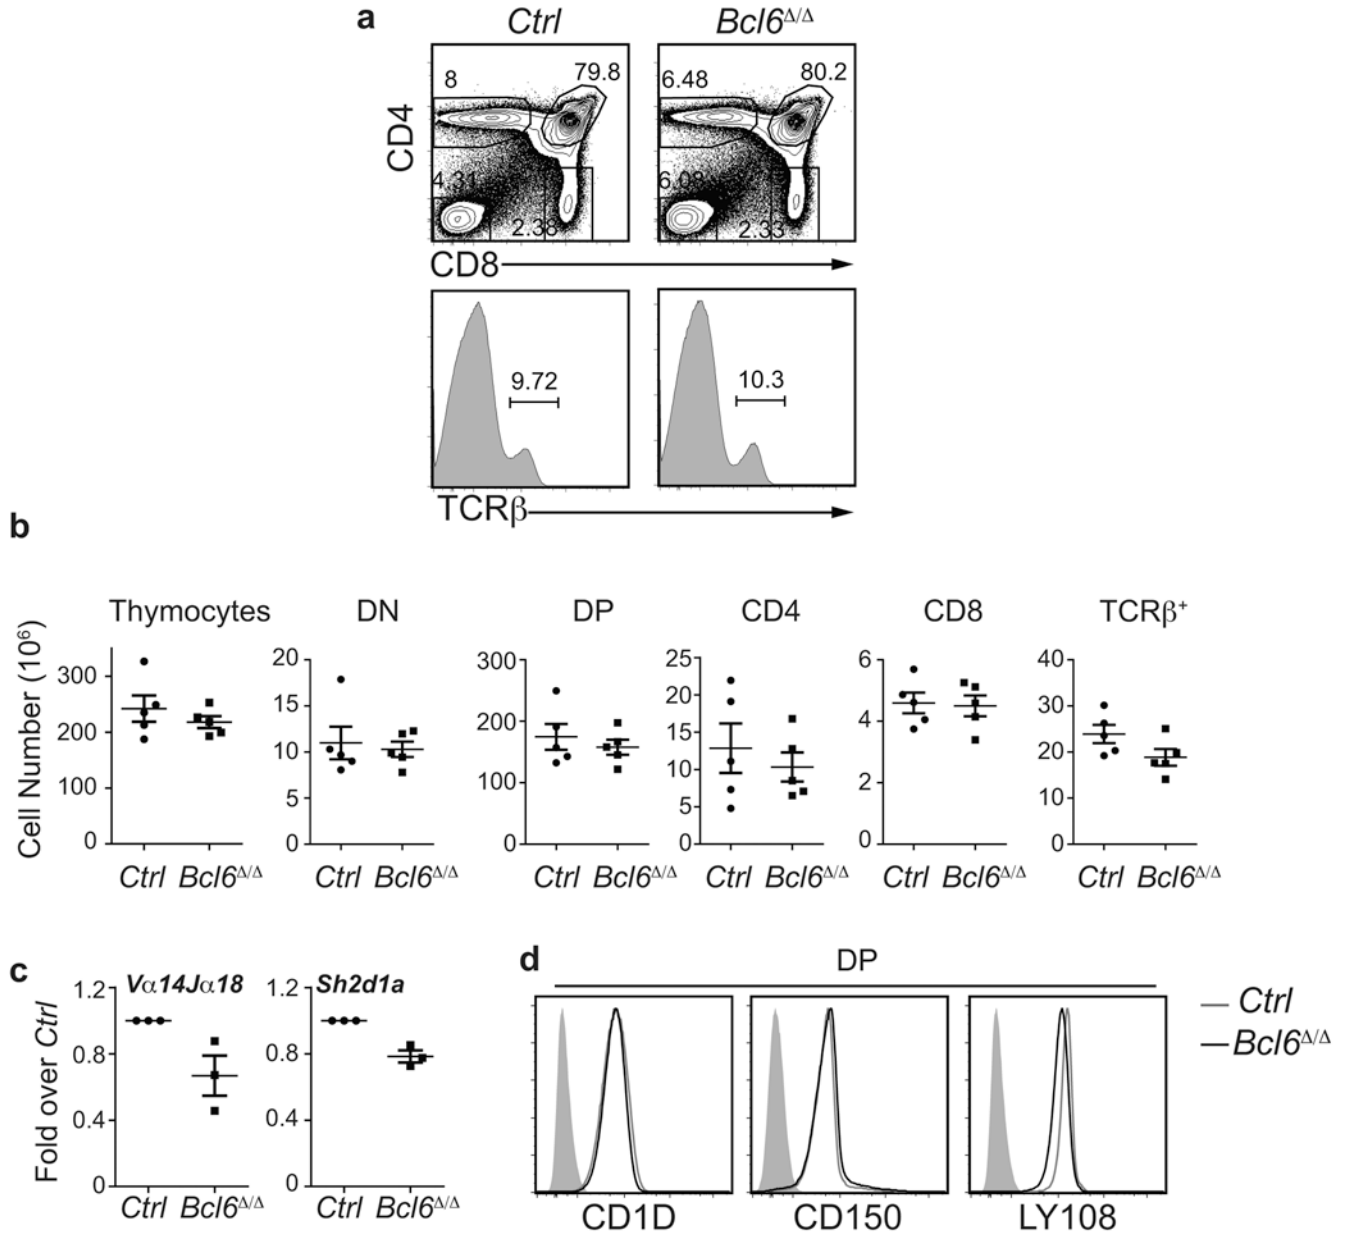 a
Ctrl Bcl6Δ/Δ
CD4
8 79.8 6.48 80.2
4.31 2.38 6.08 2.33
CD8
9.72 10.3
TCRβ
b
Thymocytes DN DP CD4 CD8 TCRβ+
Cell Number (10⁶)
300 200 100 0
20 15 10 5 0
300 200 100 0
25 20 15 10 5 0
6 4 2 0
40 30 20 10 0
Ctrl Bcl6Δ/Δ Ctrl Bcl6Δ/Δ Ctrl Bcl6Δ/Δ Ctrl Bcl6Δ/Δ Ctrl Bcl6Δ/Δ Ctrl Bcl6Δ/Δ
c
Vα14Jα18 Sh2d1a
Fold over Ctrl
1.2 0.8 0.4 0
1.2 0.8 0.4 0
Ctrl Bcl6Δ/Δ Ctrl Bcl6Δ/Δ
d
DP
Ctrl
Bcl6Δ/Δ
CD1D CD150 LY108